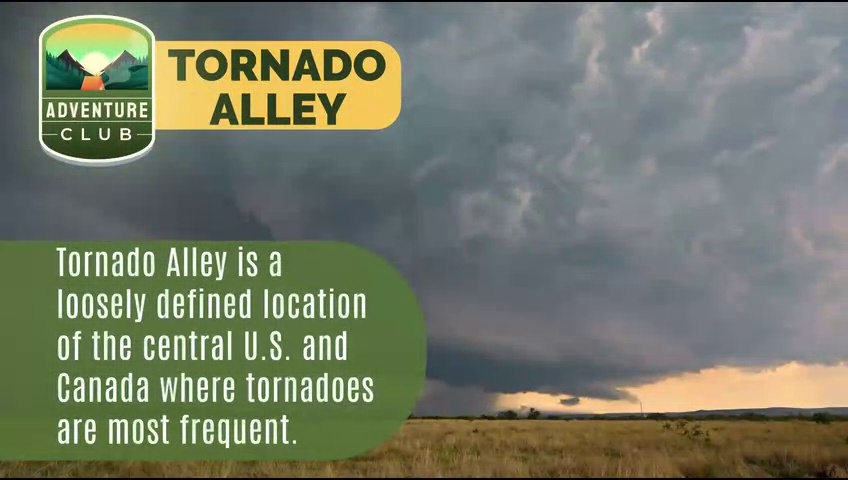 ADVENTURE
CLUB
TORNADO
ALLEY
Tornado Alley is a
loosely defined location
of the central U.S. and
Canada where tornadoes
are most frequent.